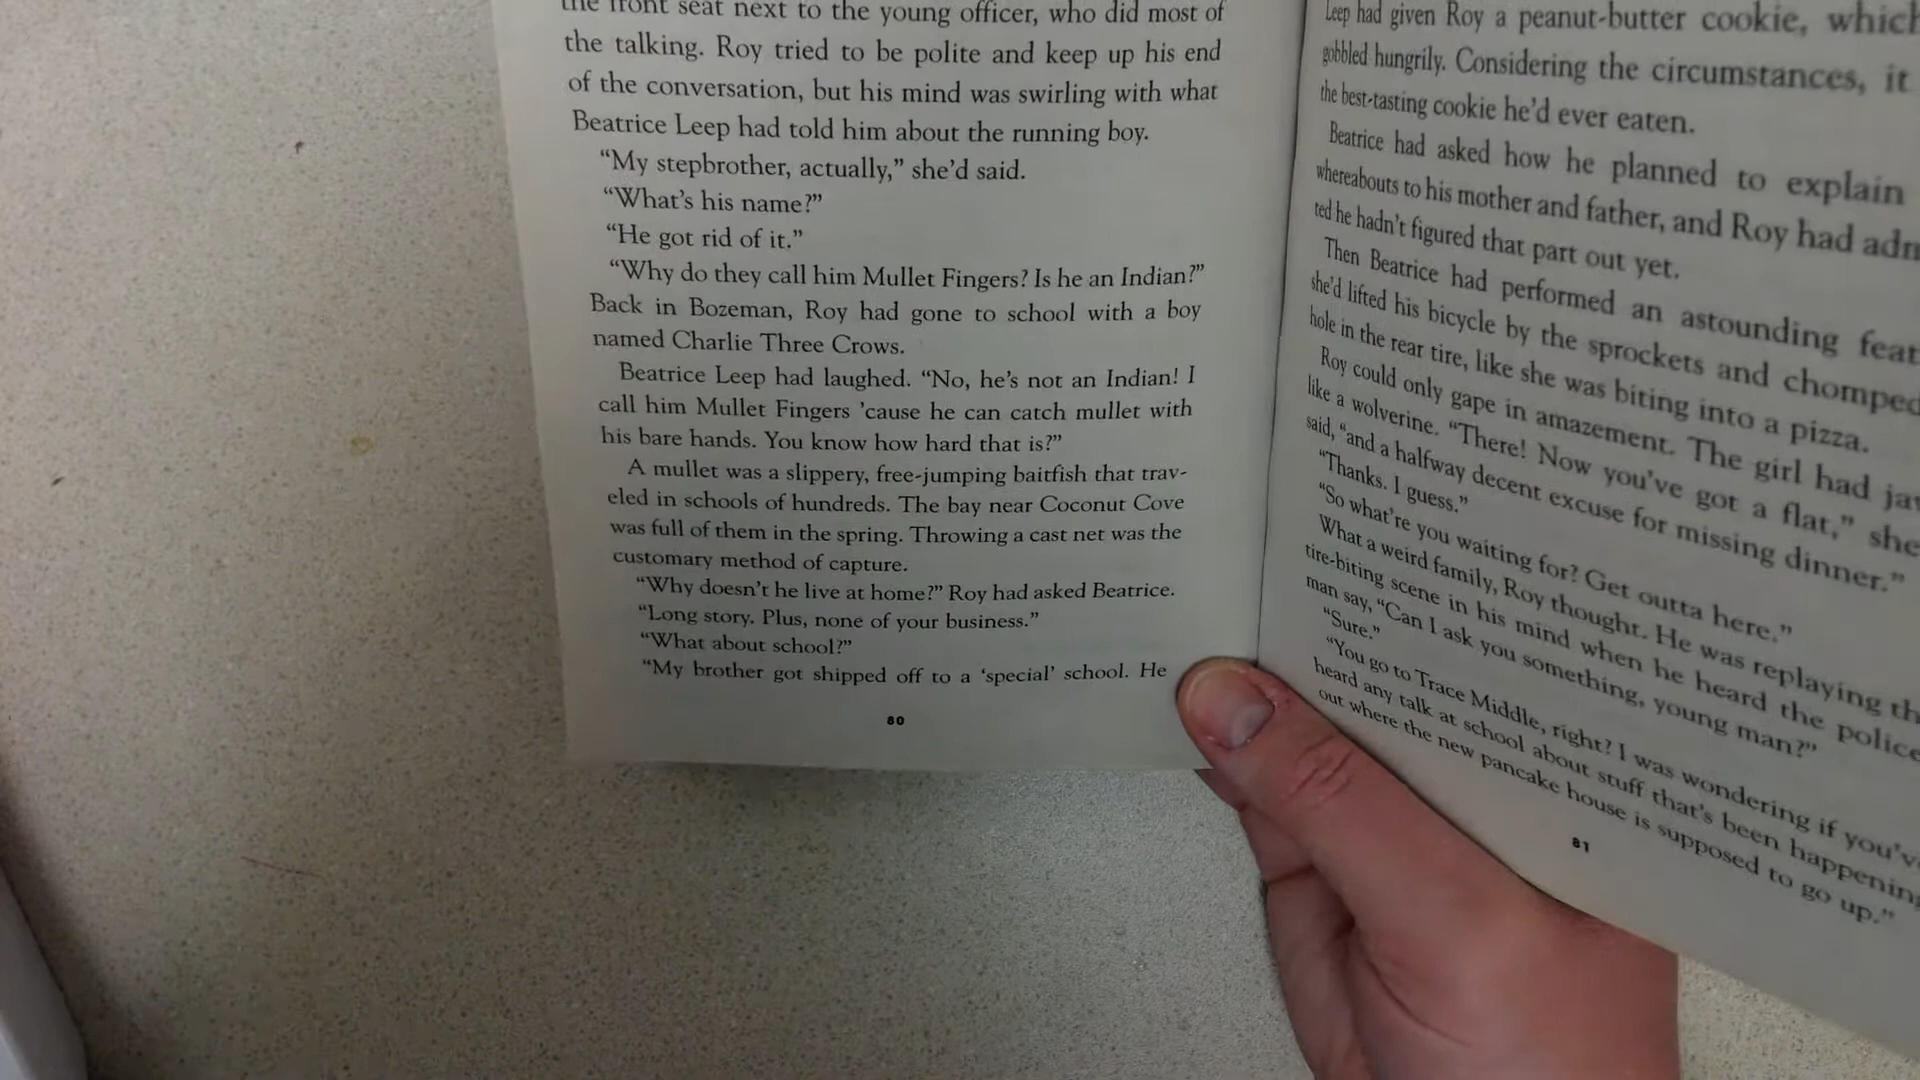 the front seat next to the young officer, who did most of
the talking. Roy tried to be polite and keep up his end
of the conversation, but his mind was swirling with what
Beatrice Leep had told him about the running boy.
“My stepbrother, actually,” she’d said.
“What’s his name?”
“He got rid of it.”
“Why do they call him Mullet Fingers? Is he an Indian?”
Back in Bozeman, Roy had gone to school with a boy
named Charlie Three Crows.
Beatrice Leep had laughed. “No, he’s not an Indian! I
call him Mullet Fingers ’cause he can catch mullet with
his bare hands. You know how hard that is?”
A mullet was a slippery, free-jumping baitfish that trav-
eled in schools of hundreds. The bay near Coconut Cove
was full of them in the spring. Throwing a cast net was the
customary method of capture.
“Why doesn’t he live at home?” Roy had asked Beatrice.
“Long story. Plus, none of your business.”
“What about school?”
“My brother got shipped off to a ‘special’ school. He
80
Leep had given Roy a peanut-butter cookie, which
gobbled hungrily. Considering the circumstances, it
the best-tasting cookie he’d ever eaten.
Beatrice had asked how he planned to explain
whereabouts to his mother and father, and Roy had
ted he hadn’t figured that part out yet.
Then Beatrice had performed an astounding
she’d lifted his bicycle by the sprockets and chomped
hole in the rear tire, like she was biting into a pizza.
Roy could only gape in amazement. The girl had
like a wolverine. “There! Now you’ve got a flat,” she
said, “and a halfway decent excuse for missing dinner.”
“Thanks. I guess.”
“So what’re you waiting for? Get outta here.”
What a weird family, Roy thought. He was replaying
tire-biting scene in his mind when he heard the police
man say, “Can I ask you something, young man?”
“Sure.”
“You go to Trace Middle, right? I was wondering if
heard any talk at school about stuff that’s been happening
out where the new pancake house is supposed to go up.”
81